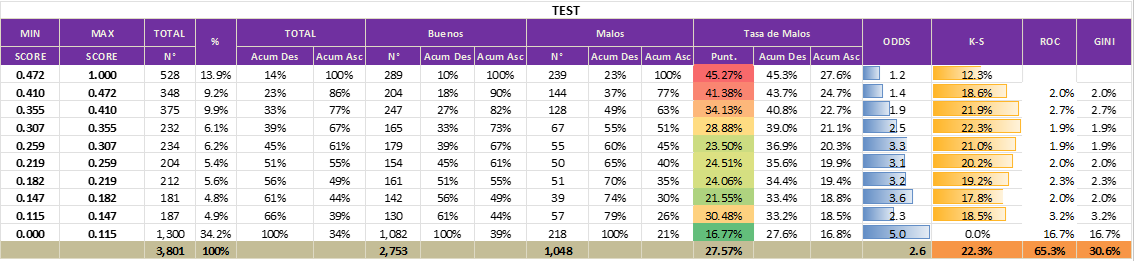 TEST
MIN MAX TOTAL % TOTAL Buenos Malos Tasa de Malos ODDS K-S ROC GINI
SCORE SCORE N° Acum Des Acum Asc N° Acum Des Acum Asc N° Acum Des Acum Asc Punt. Acum Des Acum Asc
0.472 1.000 528 13.9% 14% 100% 289 10% 100% 239 23% 100% 45.27% 45.3% 27.6% 1.2 12.3%
0.410 0.472 348 9.2% 23% 86% 204 18% 90% 144 37% 77% 41.38% 43.7% 24.7% 1.4 18.6% 2.0% 2.0%
0.355 0.410 375 9.9% 33% 77% 247 27% 82% 128 49% 63% 34.13% 40.8% 22.7% 1.9 21.9% 2.7% 2.7%
0.307 0.355 232 6.1% 39% 67% 165 33% 73% 67 55% 51% 28.88% 39.0% 21.1% 2.5 22.3% 1.9% 1.9%
0.259 0.307 234 6.2% 45% 61% 179 39% 67% 55 60% 45% 23.50% 36.9% 20.3% 3.3 21.0% 1.9% 1.9%
0.219 0.259 204 5.4% 51% 55% 154 45% 61% 50 65% 40% 24.51% 35.6% 19.9% 3.1 20.2% 2.0% 2.0%
0.182 0.219 212 5.6% 56% 49% 161 51% 55% 51 70% 35% 24.06% 34.4% 19.4% 3.2 19.2% 2.3% 2.3%
0.147 0.182 181 4.8% 61% 44% 142 56% 49% 39 74% 30% 21.55% 33.4% 18.8% 3.6 17.8% 2.0% 2.0%
0.115 0.147 187 4.9% 66% 39% 130 61% 44% 57 79% 26% 30.48% 33.2% 18.5% 2.3 18.5% 3.2% 3.2%
0.000 0.115 1,300 34.2% 100% 34% 1,082 100% 39% 218 100% 21% 16.77% 27.6% 16.8% 5.0 0.0% 16.7% 16.7%
3,801 100% 2,753 1,048 27.57% 2.6 22.3% 65.3% 30.6%